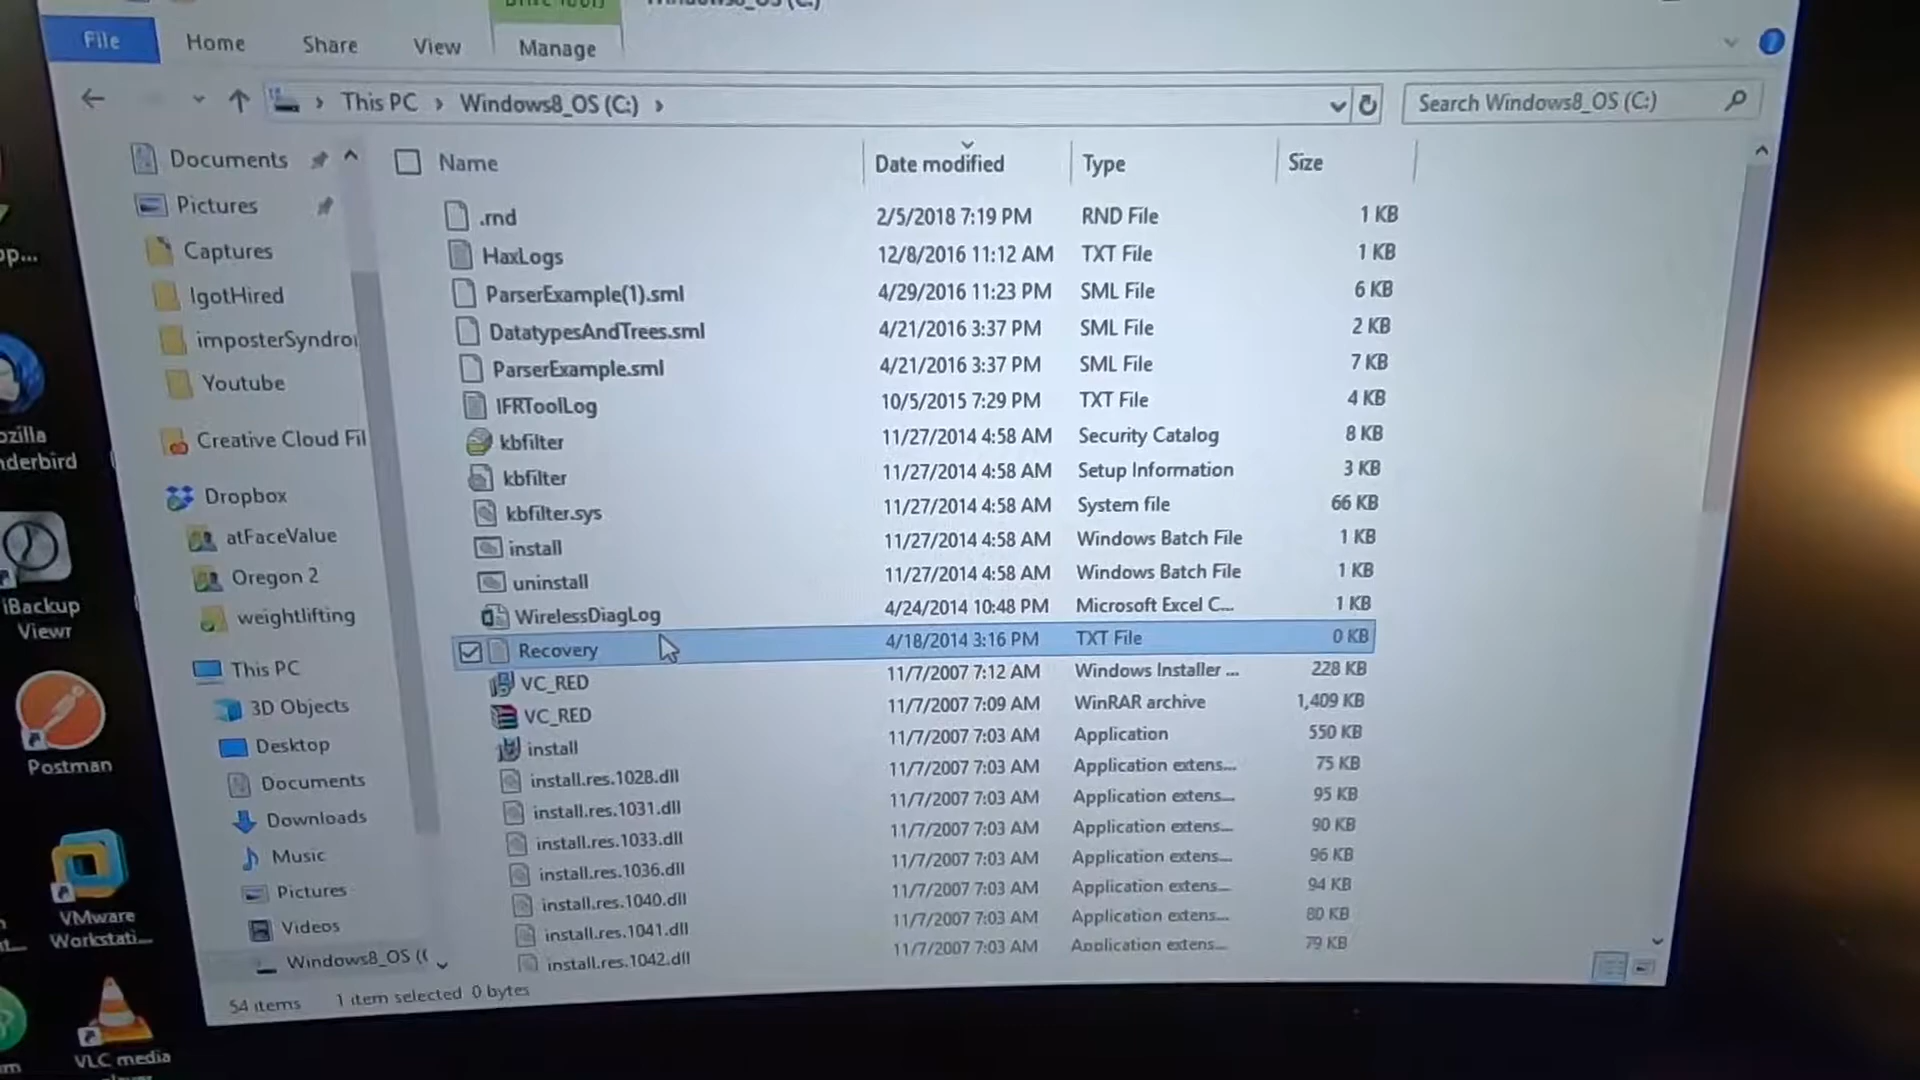 File Home Share View Manage
This PC › Windows8_OS (C:) ›
Search Windows8_OS (C:)
Name Date modified Type Size
.rnd 2/5/2018 7:19 PM RND File 1 KB
HaxLogs 12/8/2016 11:12 AM TXT File 1 KB
ParserExample(1).sml 4/29/2016 11:23 PM SML File 6 KB
DatatypesAndTrees.sml 4/21/2016 3:37 PM SML File 2 KB
ParserExample.sml 4/21/2016 3:37 PM SML File 7 KB
IFRToolLog 10/5/2015 7:29 PM TXT File 4 KB
kbfilter 11/27/2014 4:58 AM Security Catalog 8 KB
kbfilter 11/27/2014 4:58 AM Setup Information 3 KB
kbfilter.sys 11/27/2014 4:58 AM System file 66 KB
install 11/27/2014 4:58 AM Windows Batch File 1 KB
uninstall 11/27/2014 4:58 AM Windows Batch File 1 KB
WirelessDiagLog 4/24/2014 10:48 PM Microsoft Excel C... 1 KB
Recovery 4/18/2014 3:16 PM TXT File 0 KB
VC_RED 11/7/2007 7:12 AM Windows Installer ... 228 KB
VC_RED 11/7/2007 7:09 AM WinRAR archive 1,409 KB
install 11/7/2007 7:03 AM Application 550 KB
install.res.1028.dll 11/7/2007 7:03 AM Application extens... 75 KB
install.res.1031.dll 11/7/2007 7:03 AM Application extens... 95 KB
install.res.1033.dll 11/7/2007 7:03 AM Application extens... 90 KB
install.res.1036.dll 11/7/2007 7:03 AM Application extens... 96 KB
install.res.1040.dll 11/7/2007 7:03 AM Application extens... 94 KB
install.res.1041.dll 11/7/2007 7:03 AM Application extens... 80 KB
install.res.1042.dll 11/7/2007 7:03 AM Application extens... 79 KB
Documents
Pictures
Captures
IgotHired
imposterSyndro
Youtube
Creative Cloud Fil
Dropbox
atFaceValue
Oregon 2
weightlifting
This PC
3D Objects
Desktop
Documents
Downloads
Music
Pictures
Videos
Windows8_OS (
54 items 1 item selected 0 bytes
op...
ozilla
nderbird
iBackup
Viewr
Postman
VMware
Workstati...
VLC media